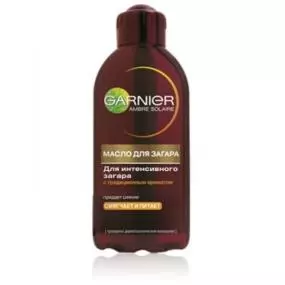 GARNIER
AMBRE SOLAIRE
МАСЛО ДЛЯ ЗАГАРА
Для интенсивного
загара
с традиционным ароматом
придает сияние
СМЯГЧАЕТ И ПИТАЕТ